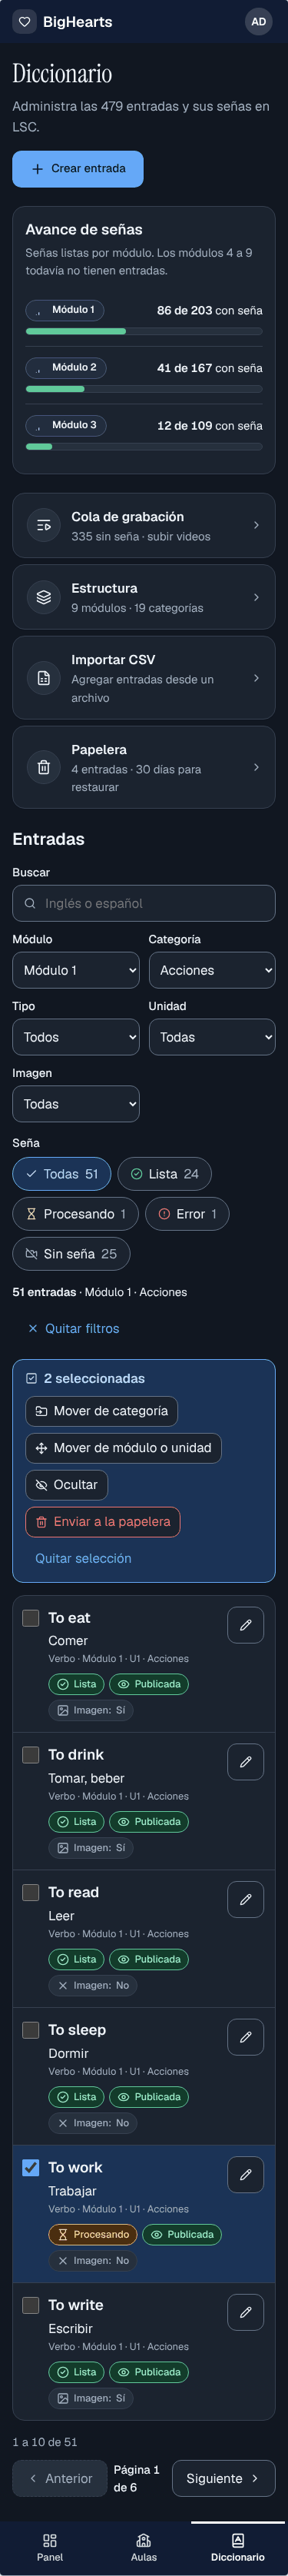 BigHearts
AD
Diccionario
Administra las 479 entradas y sus señas en
LSC.
Crear entrada
Avance de señas
Señas listas por módulo. Los módulos 4 a 9
todavía no tienen entradas.
Módulo 1 86 de 203 con seña
Módulo 2 41 de 167 con seña
Módulo 3 12 de 109 con seña
Cola de grabación
335 sin seña · subir videos
Estructura
9 módulos · 19 categorías
Importar CSV
Agregar entradas desde un
archivo
Papelera
4 entradas · 30 días para
restaurar
Entradas
Buscar
Inglés o español
Módulo Categoría
Módulo 1 Acciones
Tipo Unidad
Todos Todas
Imagen
Todas
Seña
Todas 51 Lista 24
Procesando 1 Error 1
Sin seña 25
51 entradas · Módulo 1 · Acciones
Quitar filtros
2 seleccionadas
Mover de categoría
Mover de módulo o unidad
Ocultar
Enviar a la papelera
Quitar selección
To eat
Comer
Verbo · Módulo 1 · U1 · Acciones
Lista Publicada
Imagen: Sí
To drink
Tomar, beber
Verbo · Módulo 1 · U1 · Acciones
Lista Publicada
Imagen: Sí
To read
Leer
Verbo · Módulo 1 · U1 · Acciones
Lista Publicada
Imagen: No
To sleep
Dormir
Verbo · Módulo 1 · U1 · Acciones
Lista Publicada
Imagen: No
To work
Trabajar
Verbo · Módulo 1 · U1 · Acciones
Procesando Publicada
Imagen: No
To write
Escribir
Verbo · Módulo 1 · U1 · Acciones
Lista Publicada
Imagen: Sí
1 a 10 de 51
Anterior Página 1 Siguiente
de 6
Panel Aulas Diccionario